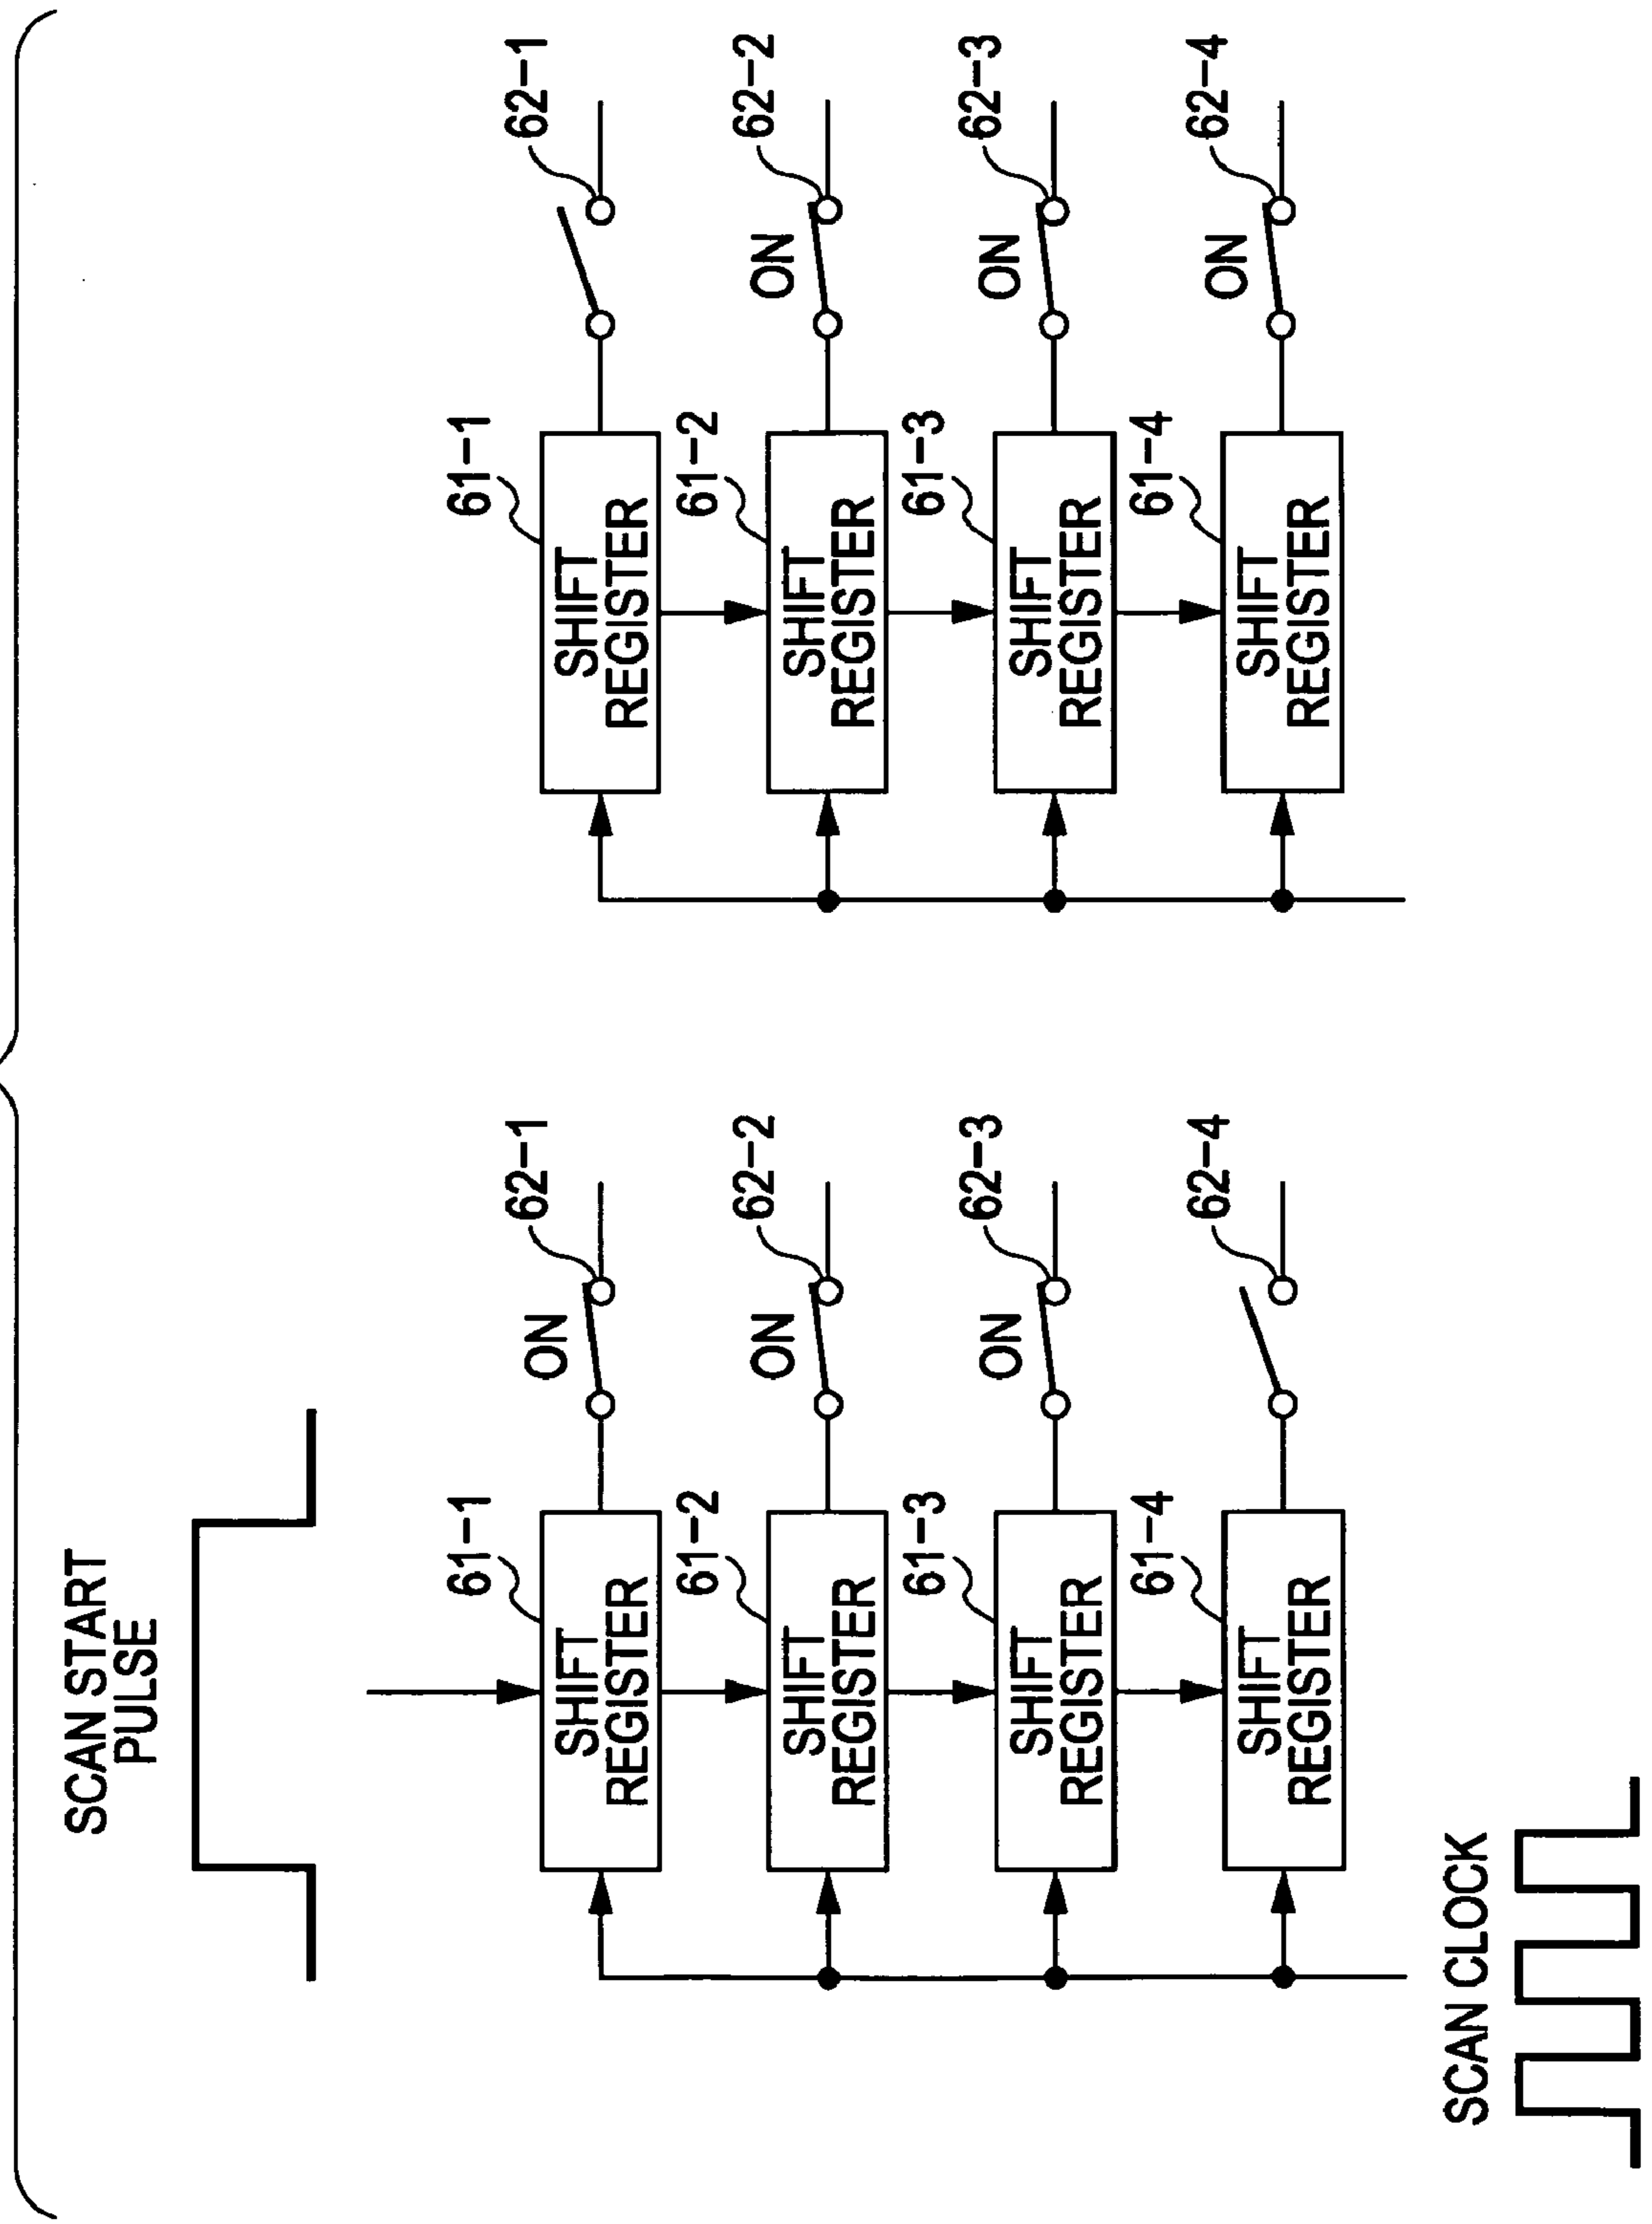 SCAN START
PULSE
61-1
SHIFT
REGISTER
ON
62-1
61-2
SHIFT
REGISTER
ON
62-2
61-3
SHIFT
REGISTER
ON
62-3
61-4
SHIFT
REGISTER
62-4
SCAN CLOCK
61-1
SHIFT
REGISTER
62-1
61-2
SHIFT
REGISTER
ON
62-2
61-3
SHIFT
REGISTER
ON
62-3
61-4
SHIFT
REGISTER
ON
62-4